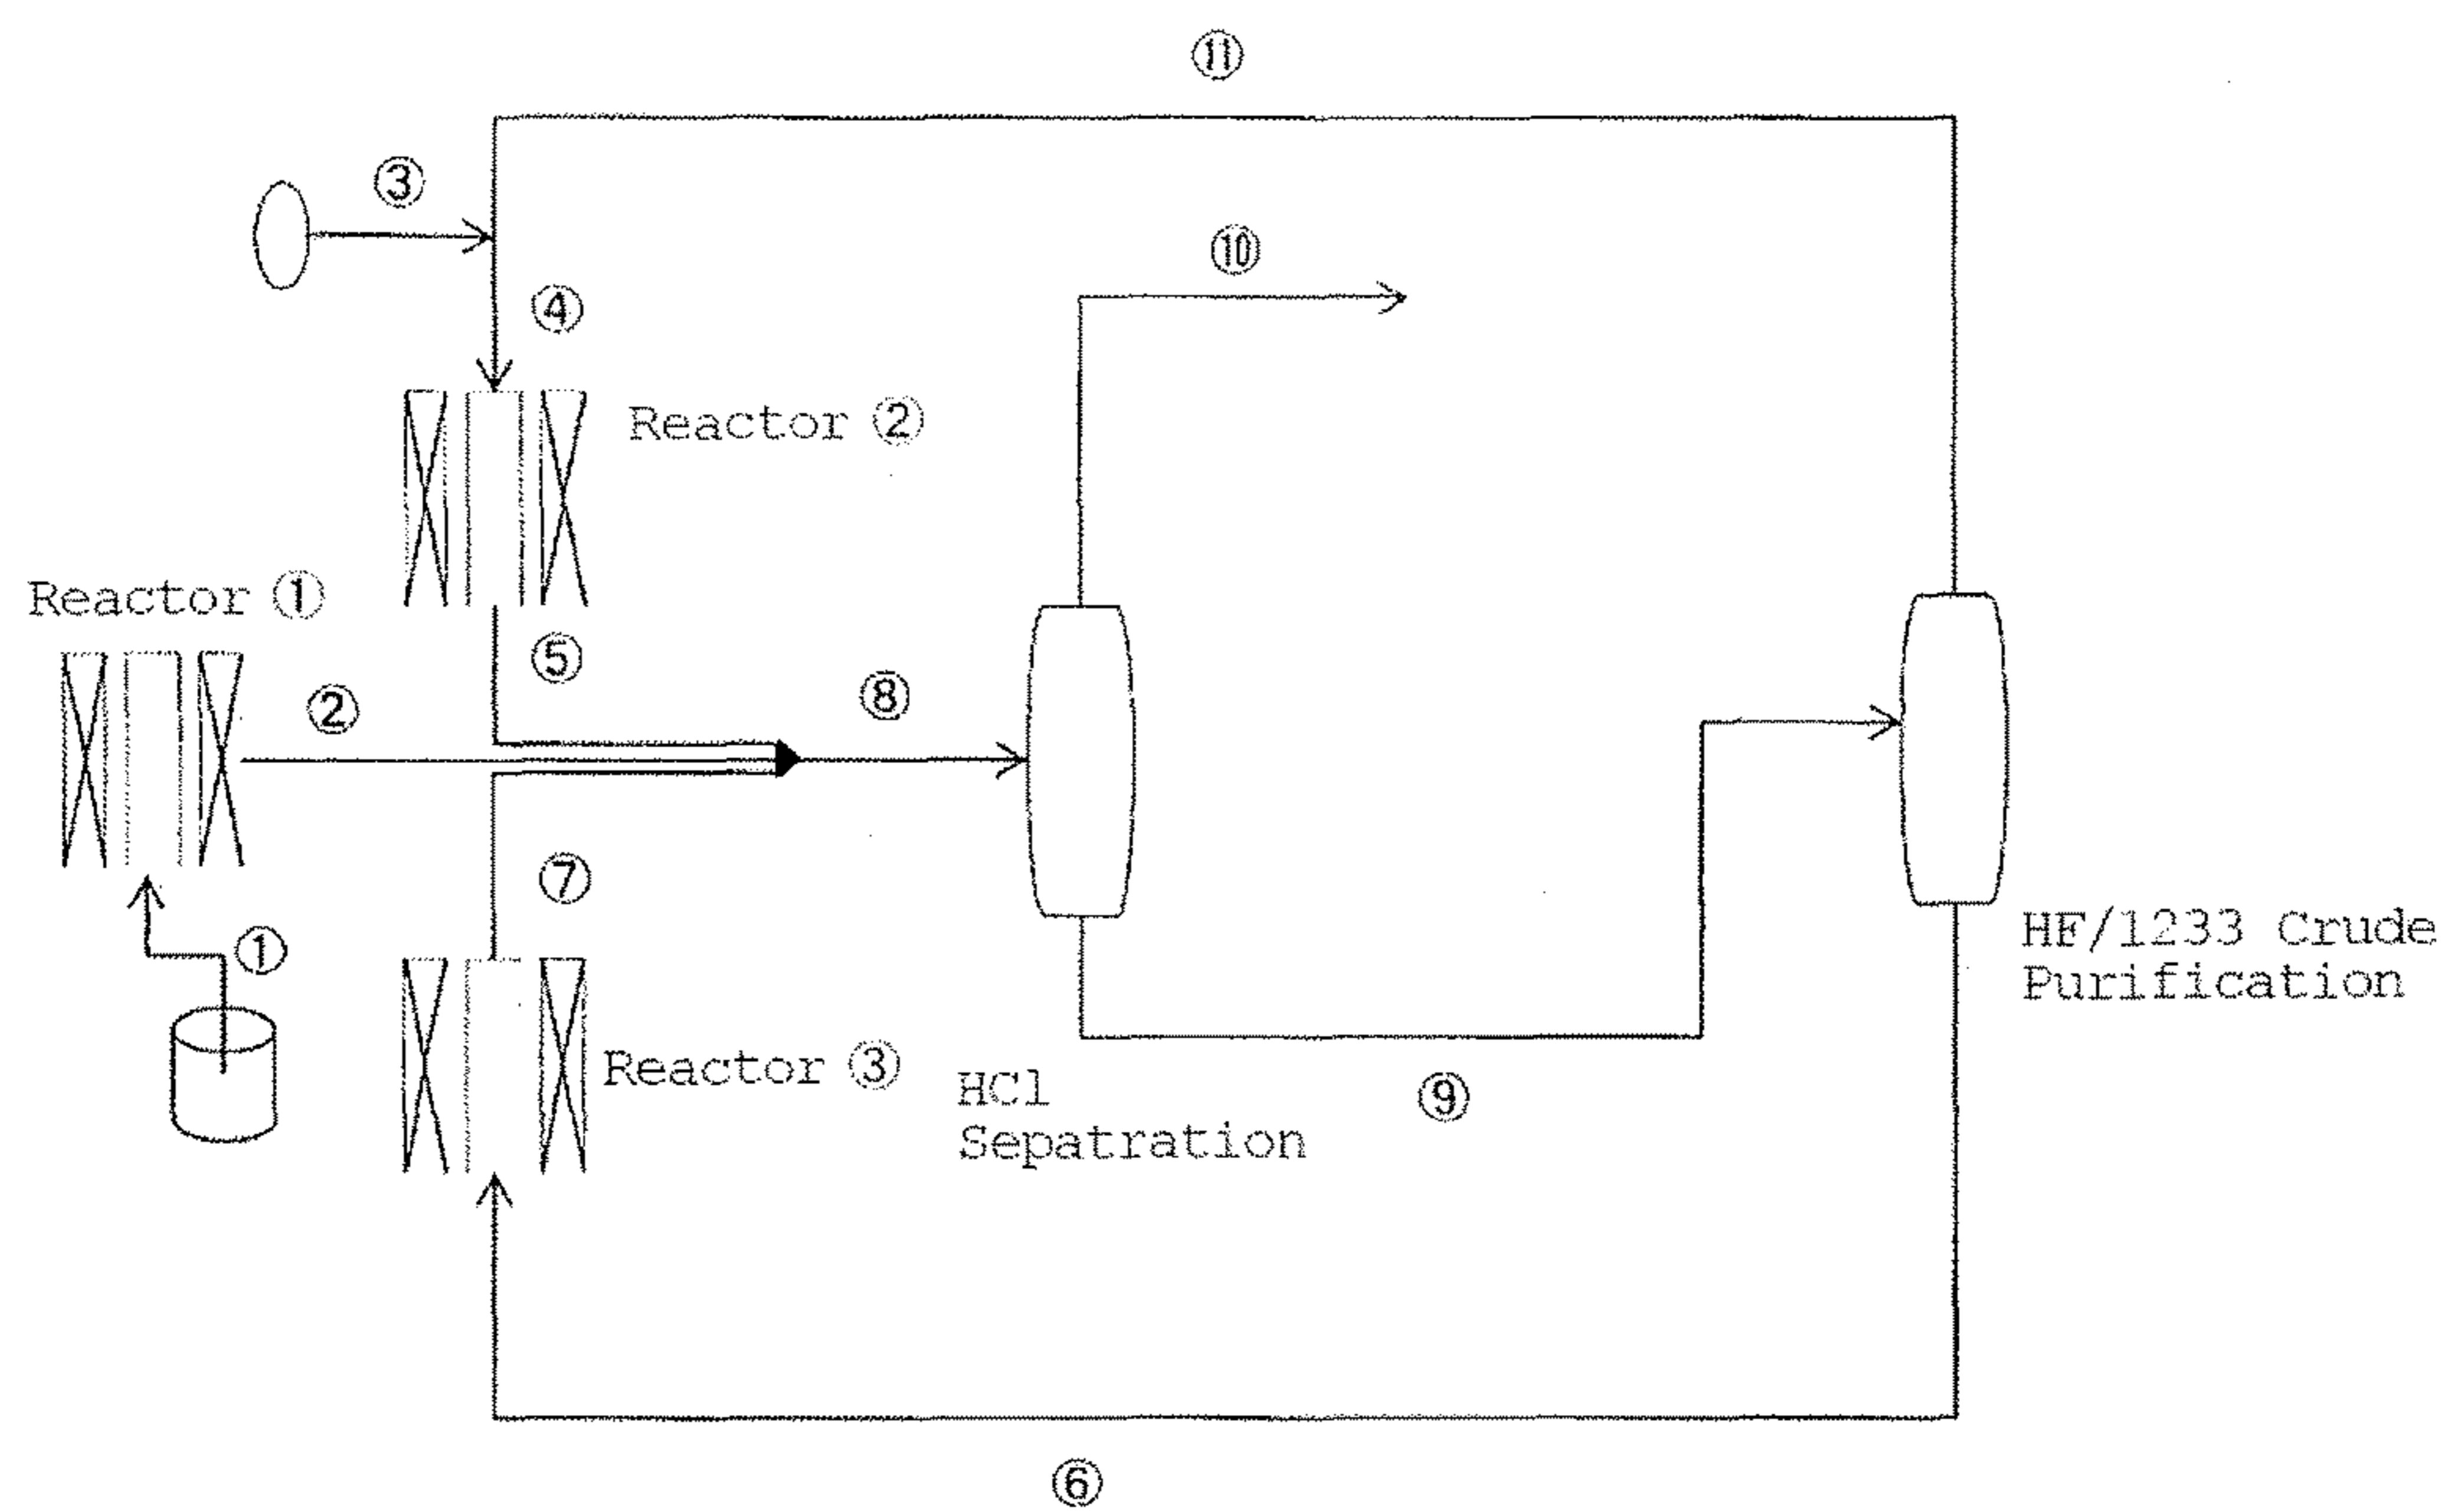 ⑪
③
⑩
④
Reactor ②
Reactor ①
⑤
②
⑧
⑦
HF/1233 Crude
Purification
①
Reactor ③
HCl
Sepatration
⑨
⑥